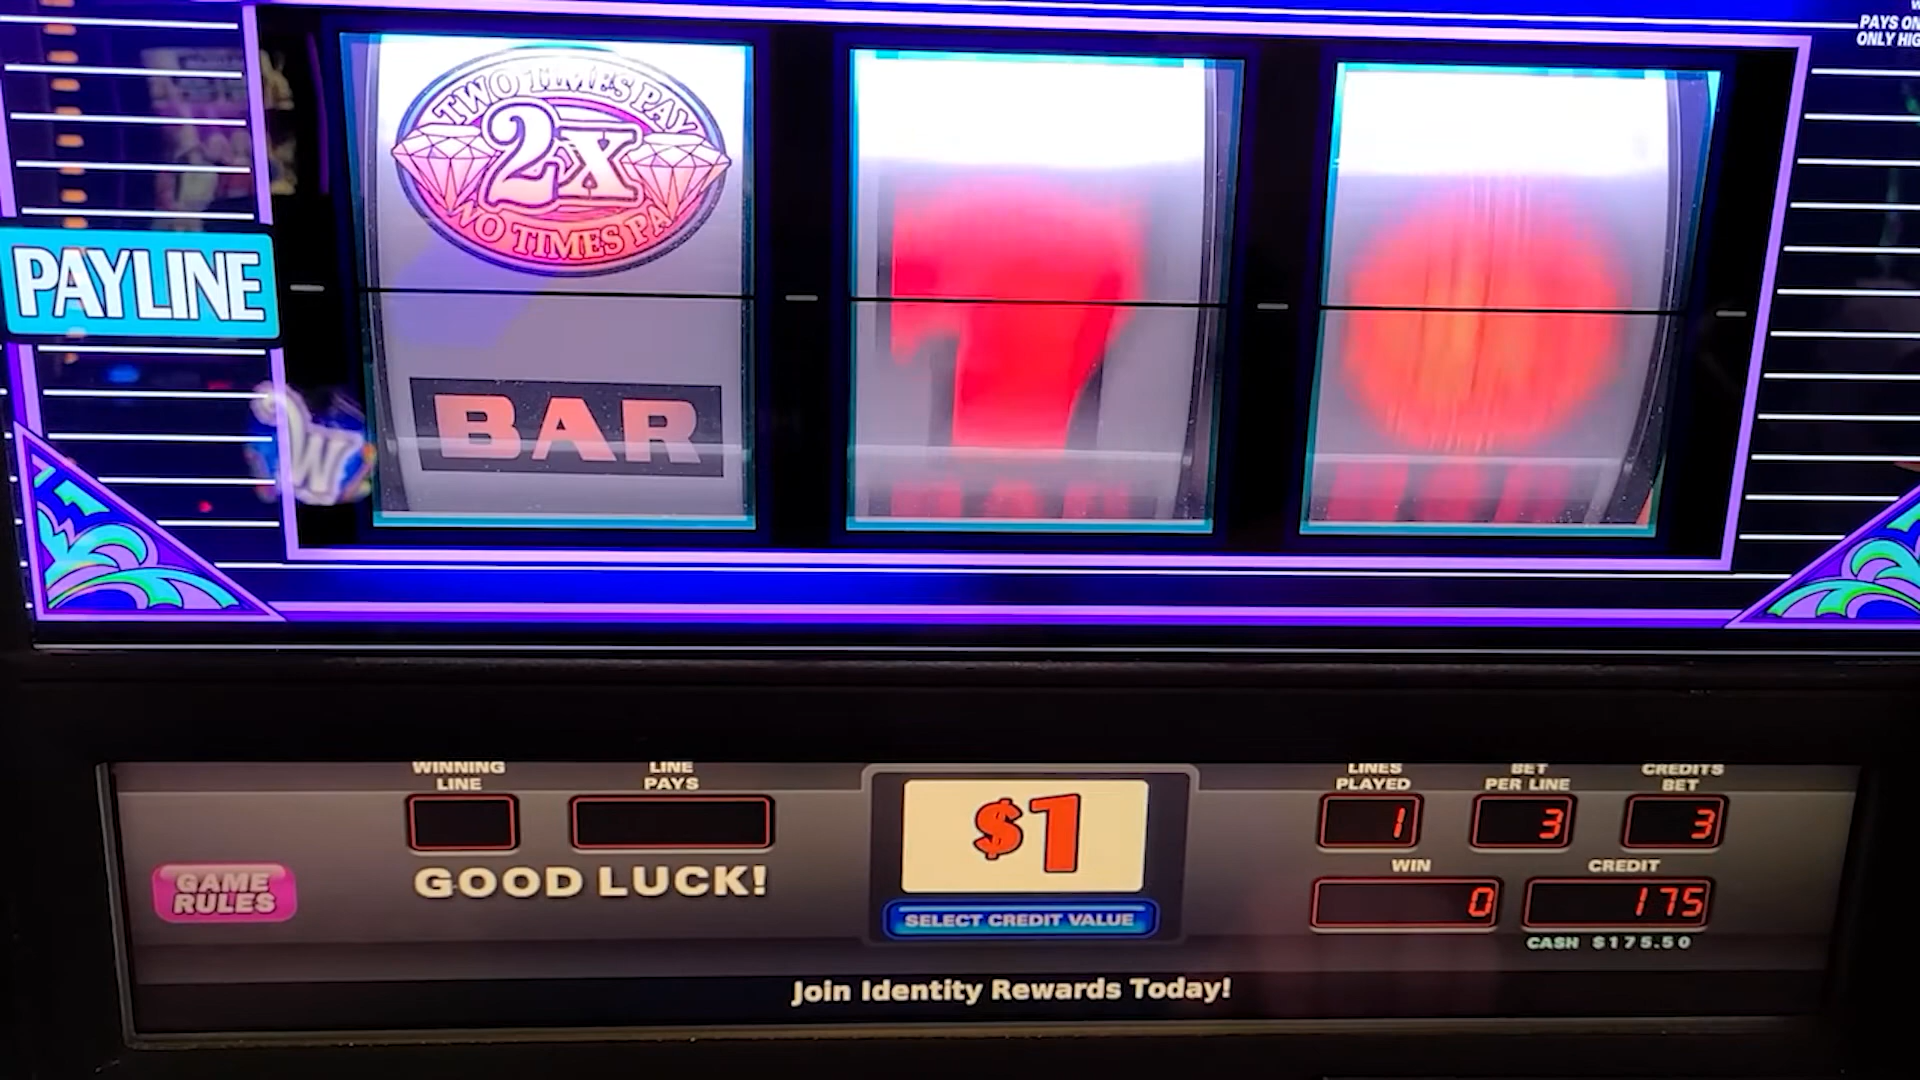 PAYS ON
ONLY HIG
TWO TIMES PAY
2x
TWO TIMES PAY
PAYLINE
7
W
BAR
WINNING
LINE
LINE
PAYS
$1
LINES
PLAYED
BET
PER LINE
CREDITS
BET
1
3
3
GAME
RULES
GOOD LUCK!
SELECT CREDIT VALUE
WIN
CREDIT
0
175
CASH $175.50
Join Identity Rewards Today!